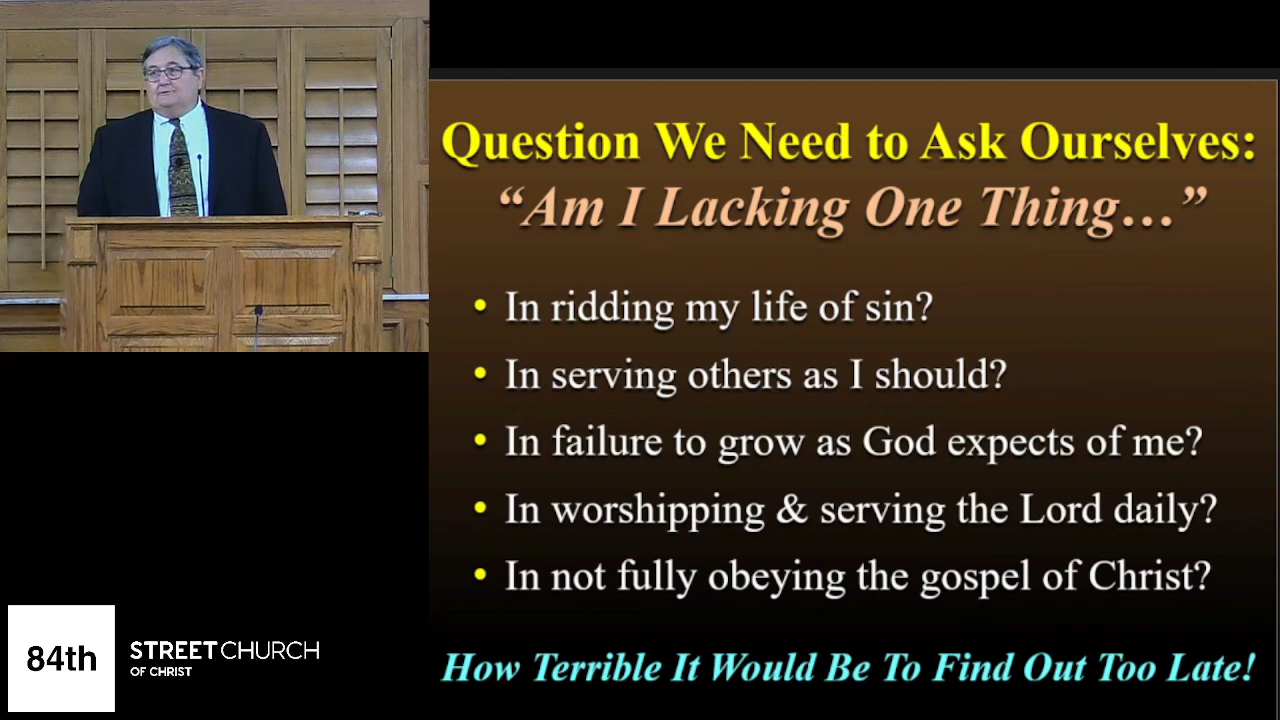 Question We Need to Ask Ourselves:
“Am I Lacking One Thing…”
• In ridding my life of sin?
• In serving others as I should?
• In failure to grow as God expects of me?
• In worshipping & serving the Lord daily?
• In not fully obeying the gospel of Christ?
How Terrible It Would Be To Find Out Too Late!
84th
STREET CHURCH
OF CHRIST